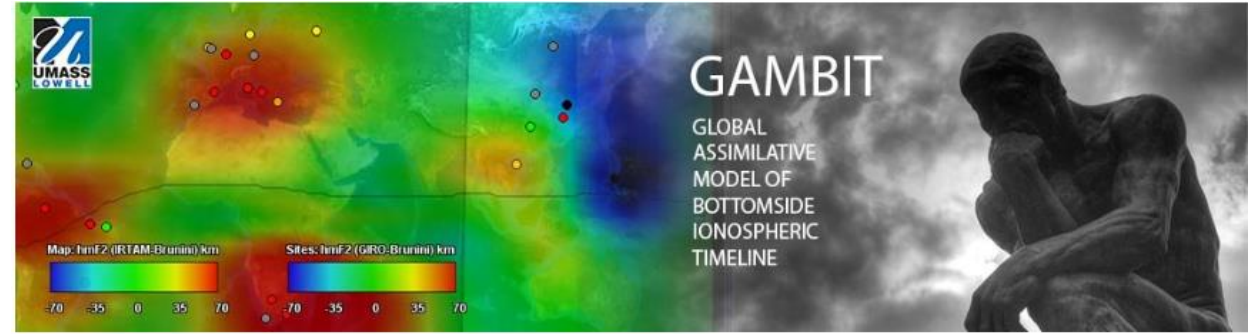 UMASS
LOWELL
GAMBIT
GLOBAL
ASSIMILATIVE
MODEL OF
BOTTOMSIDE
IONOSPHERIC
TIMELINE
Map: hmF2 (IRTAM-Brunini) km
-70 -35 0 35 70
Sites: hmF2 (GIRO-Brunini) km
-70 -35 0 35 70